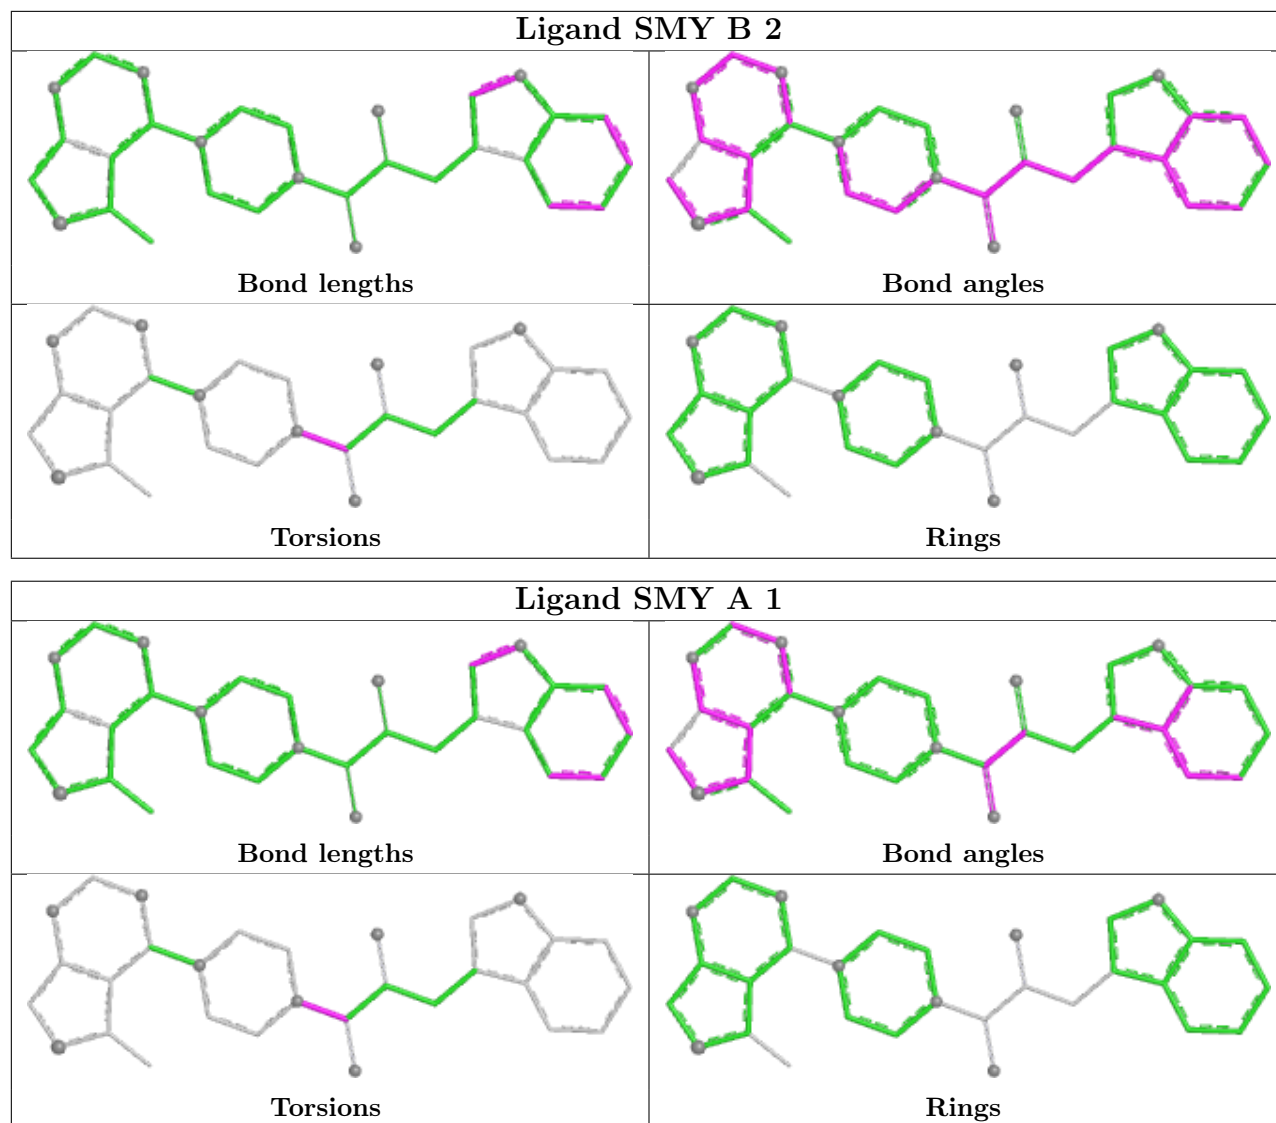 Ligand SMY B 2
Bond lengths
Bond angles
Torsions
Rings
Ligand SMY A 1
Bond lengths
Bond angles
Torsions
Rings